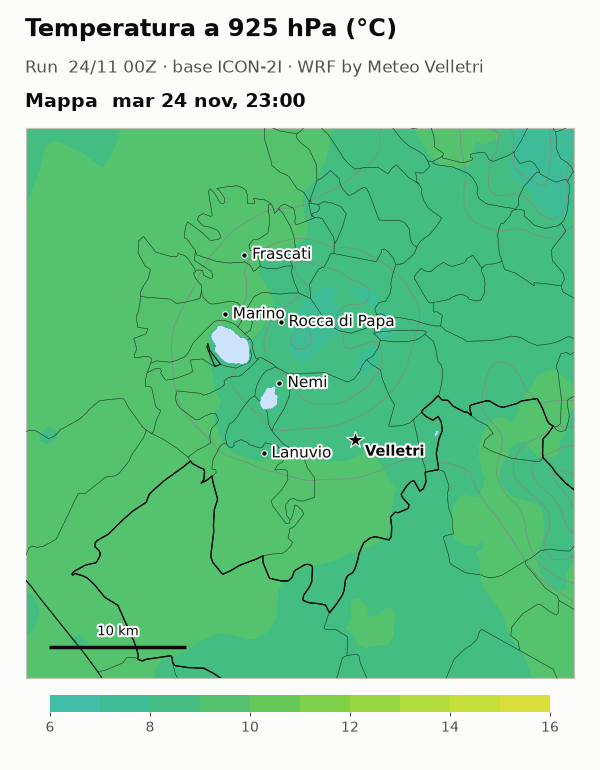 Temperatura a 925 hPa (°C)
Run  24/11 00Z · base ICON-2I · WRF by Meteo Velletri
Mappa  mar 24 nov, 23:00
Frascati
Marino
Rocca di Papa
Nemi
Velletri
Lanuvio
10 km
6 8 10 12 14 16